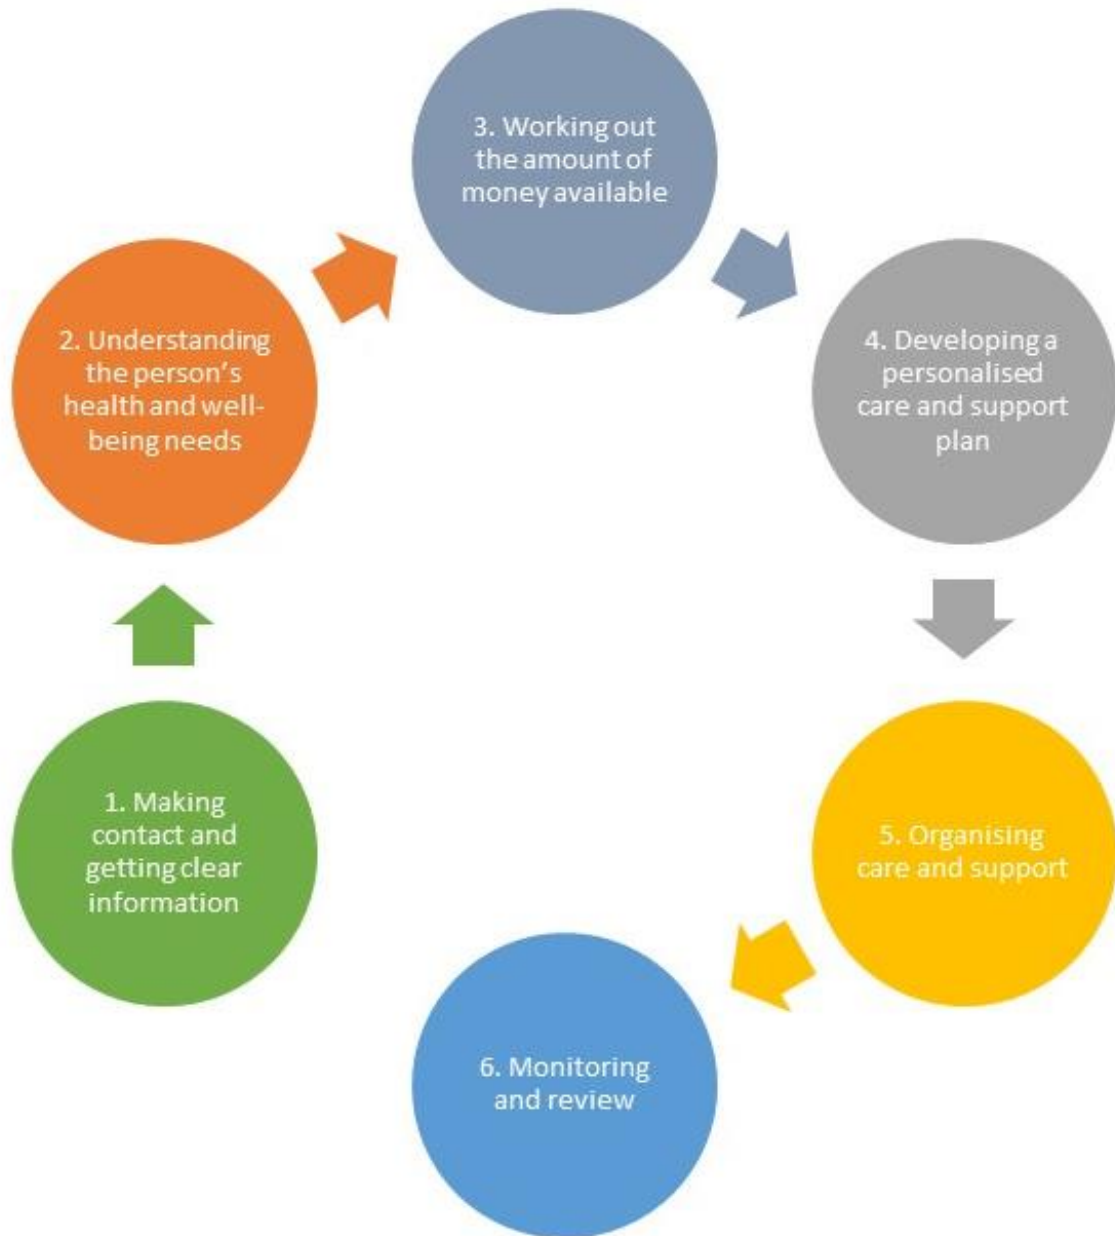 1. Making
contact and
getting clear
information
2. Understanding
the person’s
health and well-
being needs
3. Working out
the amount of
money available
4. Developing a
personalised
care and support
plan
5. Organising
care and support
6. Monitoring
and review